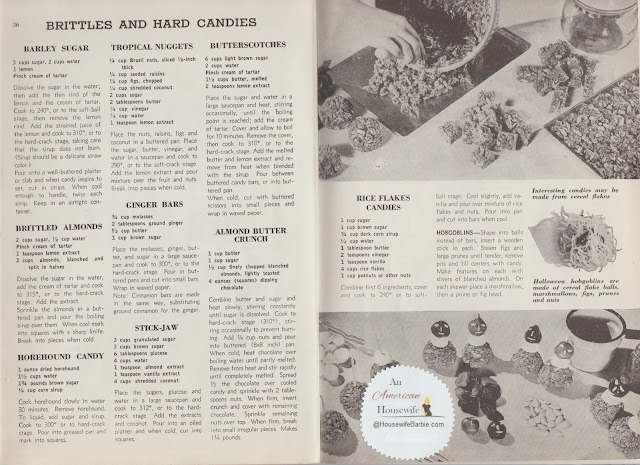 36
BRITTLES AND HARD CANDIES
BARLEY SUGAR
3 cups sugar, 2 cups water
1 lemon
Pinch cream of tartar
Dissolve the sugar in the water;
then add the thin rind of the
lemon and the cream of tartar.
Cook to 240°, or to the soft-ball
stage, then remove the lemon
rind. Add the strained juice of
the lemon and cook to 310°, or to
the hard-crack stage, taking care
that the sirup does not burn.
(Sirup should be a delicate straw
color.)
Pour onto a well-buttered platter
or slab and when candy begins to
set, cut in strips. When cool
enough to handle, twist each
strip. Keep in an airtight con-
tainer.
BRITTLED ALMONDS
2 cups sugar, ½ cup water
Pinch cream of tartar
1 teaspoon lemon extract
2 cups almonds, blanched and
split in halves
Dissolve the sugar in the water,
add the cream of tartar and cook
to 315°, or to the hard-crack
stage. Add the extract
Sprinkle the almonds in a but-
tered pan and pour the boiling
sirup over them. When cool mark
into squares with a sharp knife.
Break into pieces when cold.
HOREHOUND CANDY
1 ounce dried horehound
1½ cups water
1¾ pounds brown sugar
¼ cup corn sirup
Cook horehound slowly in water
30 minutes. Remove horehound.
To liquid, add sugar and sirup.
Cook to 300° or to hard-crack
stage. Pour into greased pan and
mark into squares.
TROPICAL NUGGETS
¼ cup Brazil nuts, sliced ⅛-inch
thick
¼ cup seeded raisins
¼ cup figs, chopped
¼ cup shredded coconut
2 cups sugar
2 tablespoons butter
¼ cup vinegar
¼ cup water
1 teaspoon lemon extract
Place the nuts, raisins, figs and
coconut in a buttered pan. Place
the sugar, butter, vinegar, and
water in a saucepan and cook to
290°, or to the soft-crack stage.
Add the lemon extract and pour
mixture over the fruit and nuts.
Break into pieces when cold.
GINGER BARS
¾ cup molasses
2 tablespoons ground ginger
⅔ cup butter
1 cup brown sugar
Place the molasses, ginger, but-
ter, and sugar in a large sauce-
pan and cook to 300°, or to the
hard-crack stage. Pour in but-
tered pans and cut into small bars.
Wrap in waxed paper.
Note: Cinnamon bars are made
in the same way, substituting
ground cinnamon for the ginger.
STICK-JAW
3 cups granulated sugar
3 cups brown sugar
6 tablespoons glucose
4 cups water
1 teaspoon almond extract
1 teaspoon vanilla extract
4 cups shredded coconut
Place the sugars, glucose and
water in a large saucepan and
cook to 312°, or to the hard-
crack stage. Add the extracts
and coconut. Pour into an oiled
platter and when cold, cut into
squares.
BUTTERSCOTCHES
6 cups light brown sugar
2 cups water
Pinch cream of tartar
1½ cups butter, melted
2 teaspoons lemon extract
Place the sugar and water in a
large saucepan and heat, stirring
occasionally, until the boiling
point is reached; add the cream
of tartar. Cover and allow to boil
for 10 minutes. Remove the cover,
then cook to 310°, or to the
hard-crack stage. Add the melted
butter and lemon extract and re-
move from heat when blended
with the sirup. Pour between
buttered candy bars, or into but-
tered pan.
When cold, cut with buttered
scissors into small pieces and
wrap in waxed paper.
ALMOND BUTTER
CRUNCH
1 cup butter
1 cup sugar
½ cup finely chopped blanched
almonds, lightly toasted
4 ounces (squares) dipping
chocolate
Combine butter and sugar and
heat slowly, stirring constantly
until sugar is dissolved. Cook to
hard-crack stage (310°), stir-
ring occasionally to prevent burn-
ing. Add ¼ cup nuts and pour
into buttered (8x8 inch) pan.
When cold, heat chocolate over
boiling water until partly melted.
Remove from heat and stir rapidly
until completely melted. Spread
½ the chocolate over cooled
candy and sprinkle with 2 table-
spoons nuts. When firm, invert
crunch and cover with remaining
chocolate. Sprinkle remaining
nuts over top. When firm, break
into small irregular pieces. Makes
1¼ pounds.
RICE FLAKES
CANDIES
1 cup sugar
1 cup brown sugar
⅓ cup dark corn sirup
½ cup water
1 tablespoon butter
2 teaspoons vinegar
1 teaspoon vanilla
4 cups rice flakes
1 cup peanuts or other nuts
Combine first 6 ingredients, cover
and cook to 240° or to soft-
ball stage. Cool slightly, add va-
nilla and pour over mixture of rice
flakes and nuts. Pour into pan
and cut into bars when cool.
HOBGOBLINS—Shape into balls
instead of bars, insert a wooden
stick in each. Steam figs and
large prunes until tender, remove
pits and fill centers with candy.
Make features on each with
slivers of blanched almonds. On
each skewer place a marshmallow,
then a prune or fig head.
Interesting candies may be
made from cereal flakes
Halloween hobgoblins are
made of cereal flake balls,
marshmallows, figs, prunes
and nuts
An
American
Housewife
@HousewifeBarbie.com